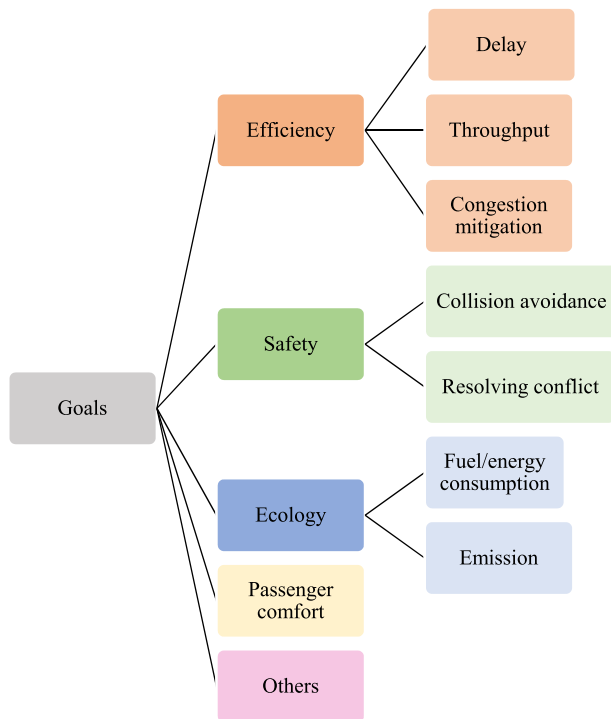 Goals
Efficiency
Delay
Throughput
Congestion
mitigation
Safety
Collision avoidance
Resolving conflict
Ecology
Fuel/energy
consumption
Emission
Passenger
comfort
Others